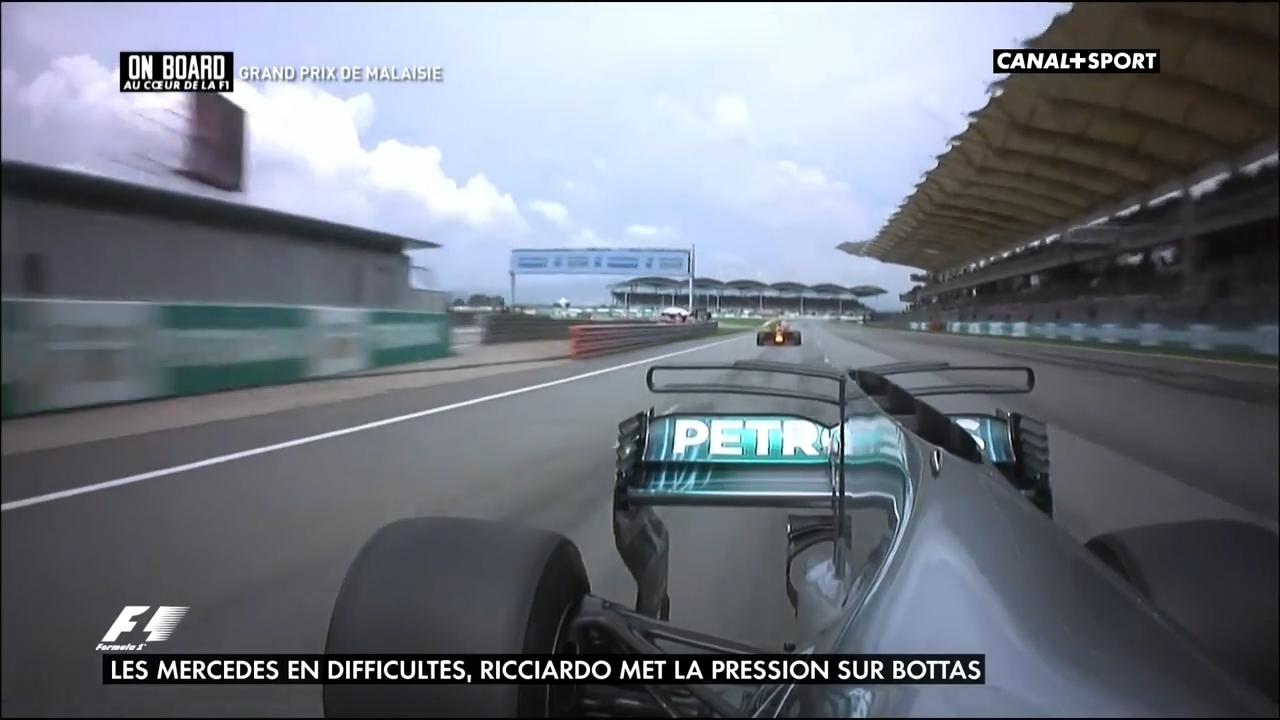 ON BOARD
AU CŒUR DE LA F1
GRAND PRIX DE MALAISIE
CANAL+SPORT
PETR
S
F1
Formula 1
LES MERCEDES EN DIFFICULTÉS, RICCIARDO MET LA PRESSION SUR BOTTAS